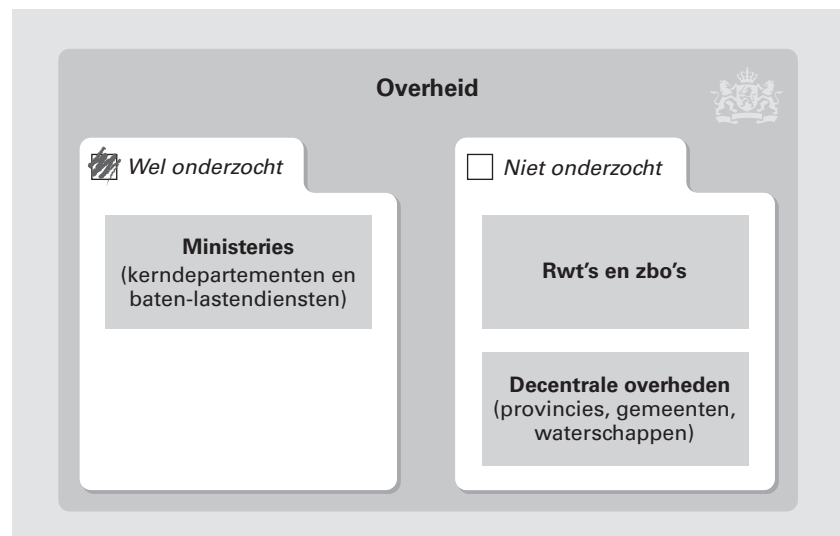 Overheid
Wel onderzocht
Ministeries
(kerndepartementen en
baten-lastendiensten)
Niet onderzocht
Rwt's en zbo's
Decentrale overheden
(provincies, gemeenten,
waterschappen)